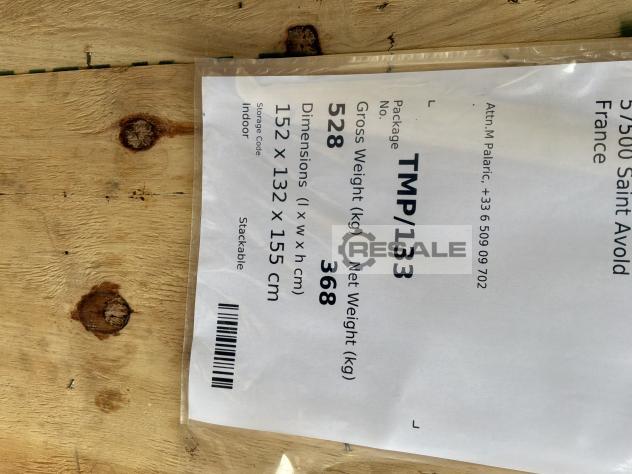 57500 Saint Avold
France
Attn.M Palaric, +33 6 509 09 702
Package No. TMP/133
Gross Weight (kg) Net Weight (kg)
528 368
Dimensions (l x w x h cm)
152 x 132 x 155 cm
Storage Code
Indoor Stackable
RESALE